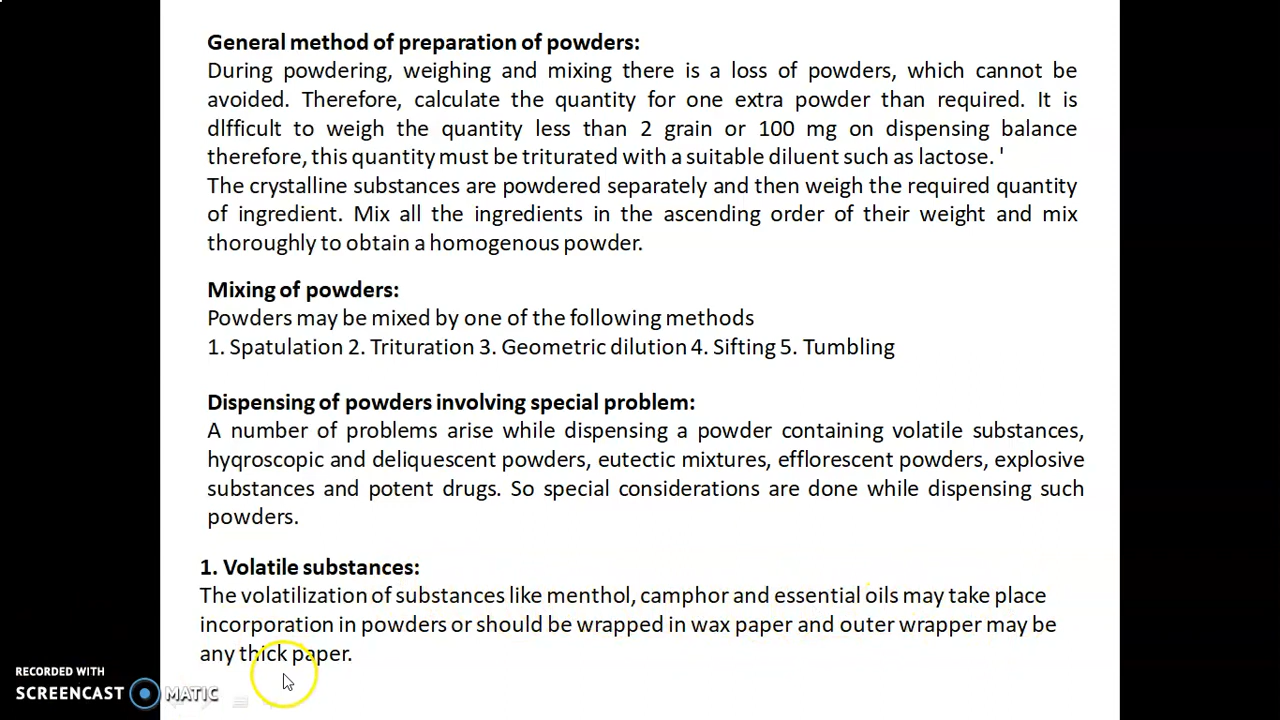 General method of preparation of powders:
During powdering, weighing and mixing there is a loss of powders, which cannot be
avoided. Therefore, calculate the quantity for one extra powder than required. It is
dIfficult to weigh the quantity less than 2 grain or 100 mg on dispensing balance
therefore, this quantity must be triturated with a suitable diluent such as lactose. '
The crystalline substances are powdered separately and then weigh the required quantity
of ingredient. Mix all the ingredients in the ascending order of their weight and mix
thoroughly to obtain a homogenous powder.
Mixing of powders:
Powders may be mixed by one of the following methods
1. Spatulation 2. Trituration 3. Geometric dilution 4. Sifting 5. Tumbling
Dispensing of powders involving special problem:
A number of problems arise while dispensing a powder containing volatile substances,
hyqroscopic and deliquescent powders, eutectic mixtures, efflorescent powders, explosive
substances and potent drugs. So special considerations are done while dispensing such
powders.
1. Volatile substances:
The volatilization of substances like menthol, camphor and essential oils may take place
incorporation in powders or should be wrapped in wax paper and outer wrapper may be
any thick paper.
RECORDED WITH
SCREENCAST MATIC